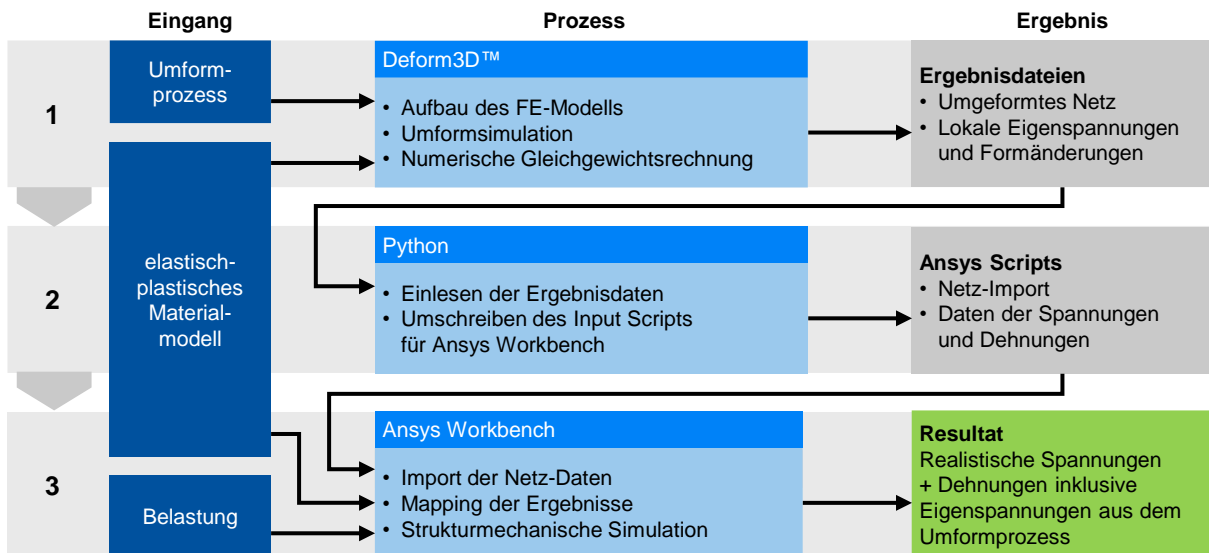 Eingang
Prozess
Ergebnis
1
Umform-
prozess
Deform3D™
• Aufbau des FE-Modells
• Umformsimulation
• Numerische Gleichgewichtsrechnung
Ergebnisdateien
• Umgeformtes Netz
• Lokale Eigenspannungen
und Formänderungen
2
elastisch-
plastisches
Material-
modell
Python
• Einlesen der Ergebnisdaten
• Umschreiben des Input Scripts
für Ansys Workbench
Ansys Scripts
• Netz-Import
• Daten der Spannungen
und Dehnungen
3
Belastung
Ansys Workbench
• Import der Netz-Daten
• Mapping der Ergebnisse
• Strukturmechanische Simulation
Resultat
Realistische Spannungen
+ Dehnungen inklusive
Eigenspannungen aus dem
Umformprozess